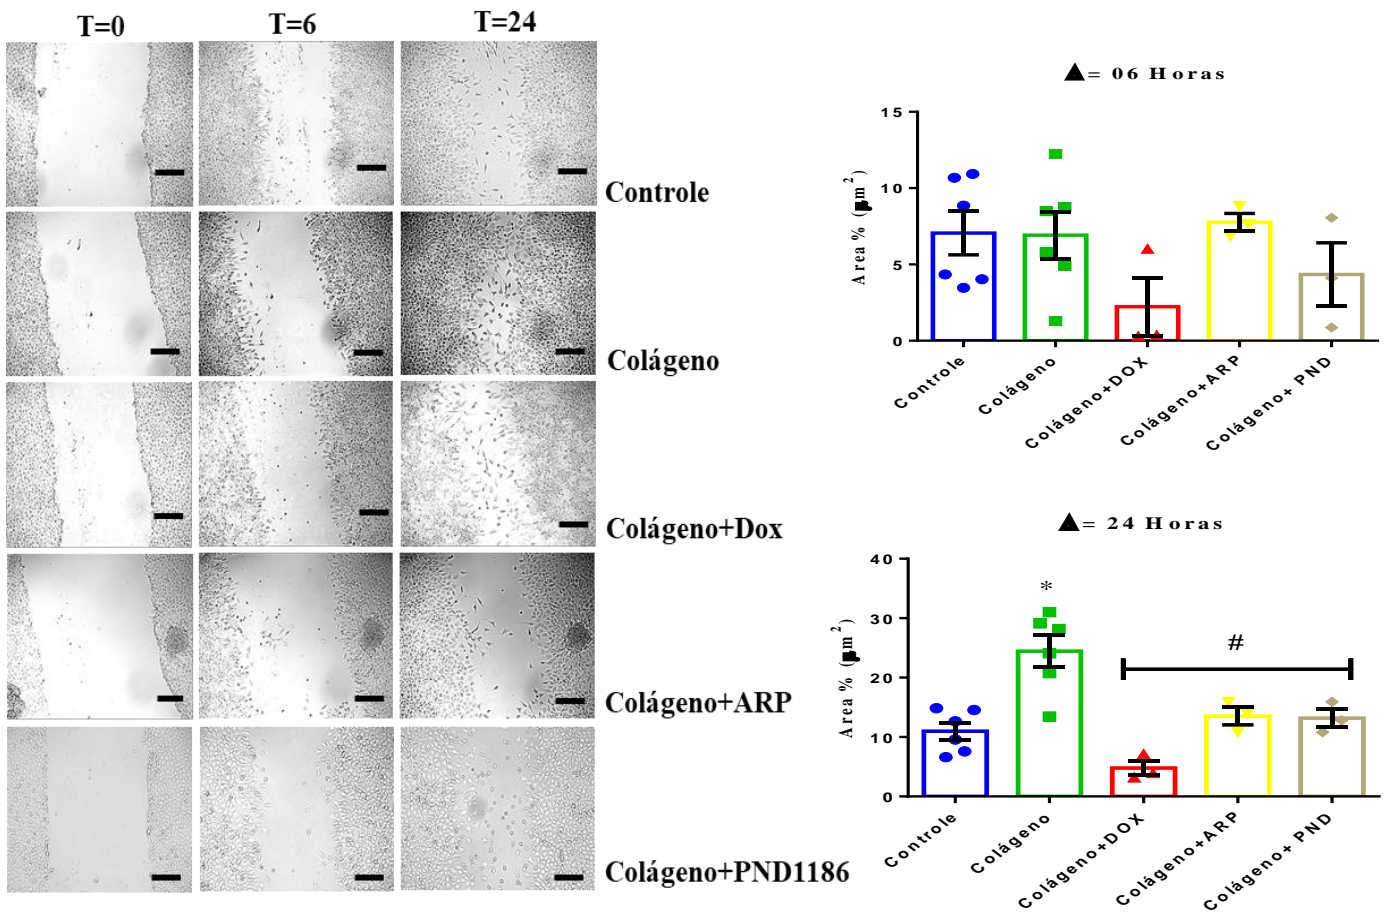 T=0 T=6 T=24
Controle
Colágeno
Colágeno+Dox
Colágeno+ARP
Colágeno+PND1186
▲= 06 Horas
Area % (µm²)
15
10
5
0
Controle
Colágeno
Colágeno+DOX
Colágeno+ARP
Colágeno+ PND
▲= 24 Horas
Area % (µm²)
40
30
20
10
0
*
#
Controle
Colágeno
Colágeno+DOX
Colágeno+ARP
Colágeno+ PND